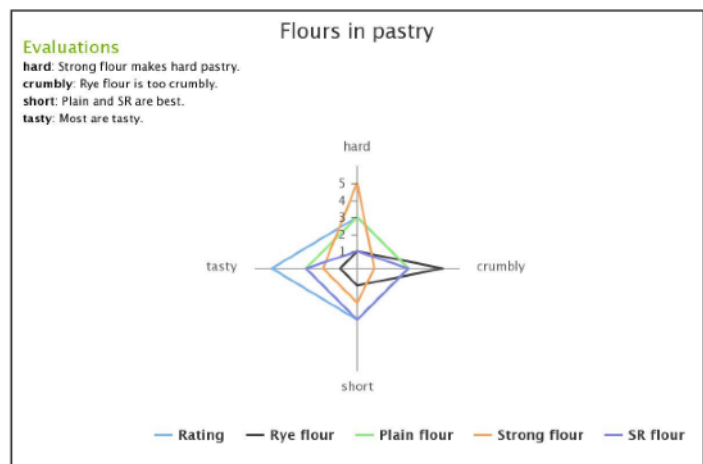 Flours in pastry
Evaluations
hard: Strong flour makes hard pastry.
crumbly: Rye flour is too crumbly.
short: Plain and SR are best.
tasty: Most are tasty.
hard
5
4
3
2
1
tasty
crumbly
short
Rating
Rye flour
Plain flour
Strong flour
SR flour